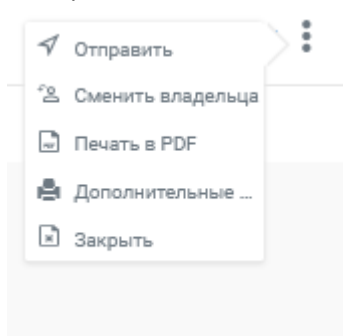 Отправить
Сменить владельца
Печать в PDF
Дополнительные ...
Закрыть